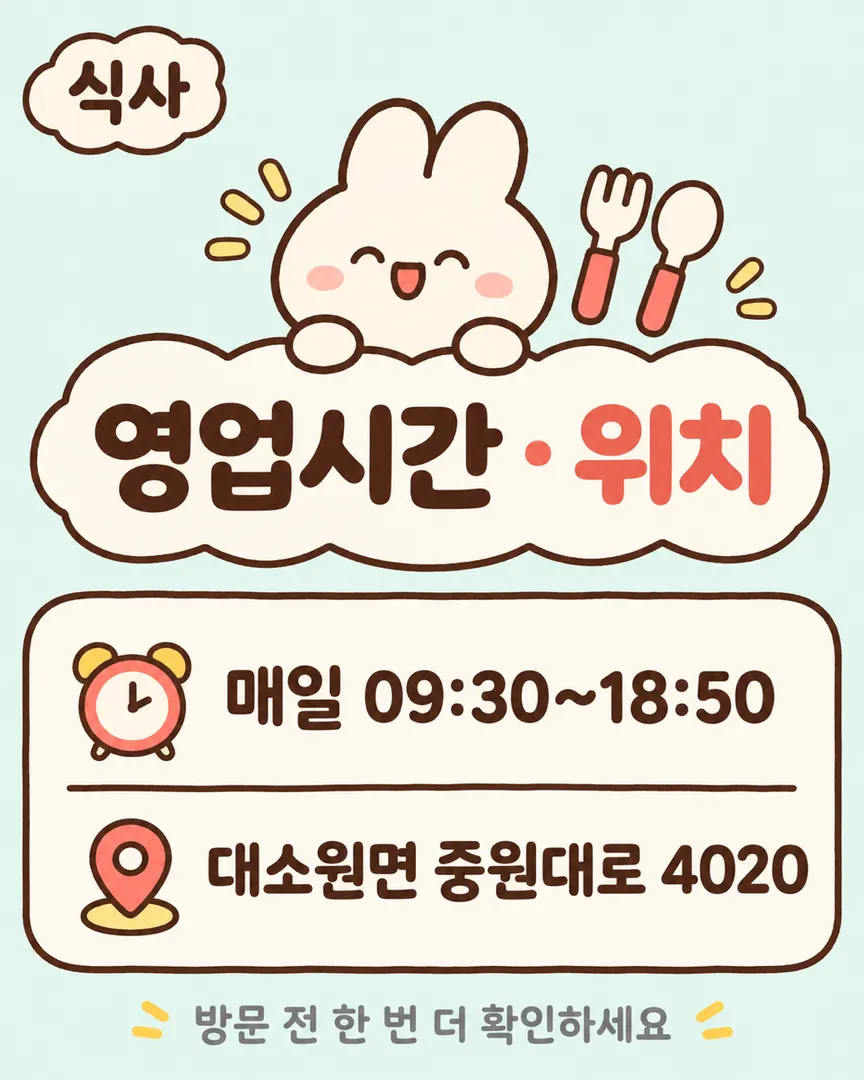 식사
영업시간 · 위치
매일 09:30~18:50
대소원면 중원대로 4020
방문 전 한 번 더 확인하세요